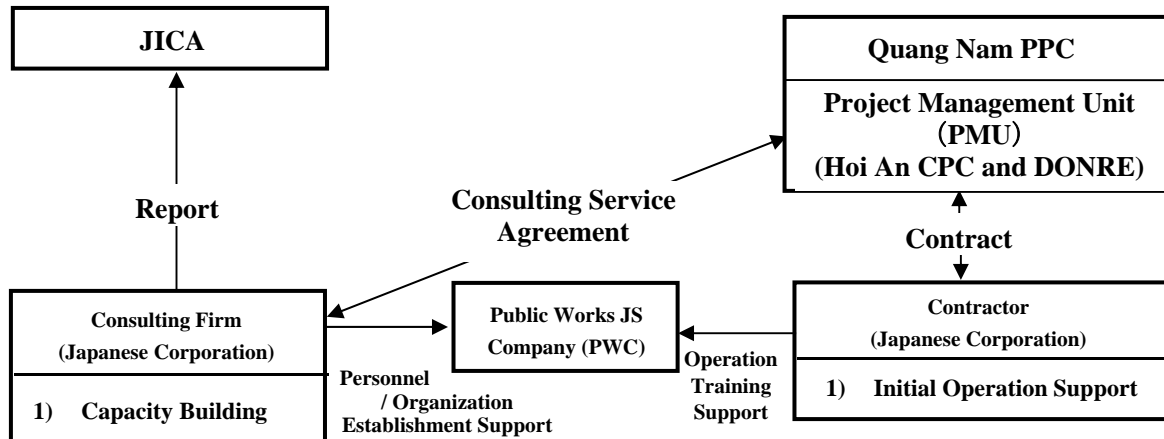 JICA
Quang Nam PPC
Project Management Unit
（PMU）
(Hoi An CPC and DONRE)
Report
Consulting Service
Agreement
Contract
Consulting Firm
(Japanese Corporation)
1) Capacity Building
Personnel
/ Organization
Establishment Support
Public Works JS
Company (PWC)
Operation
Training
Support
Contractor
(Japanese Corporation)
1) Initial Operation Support